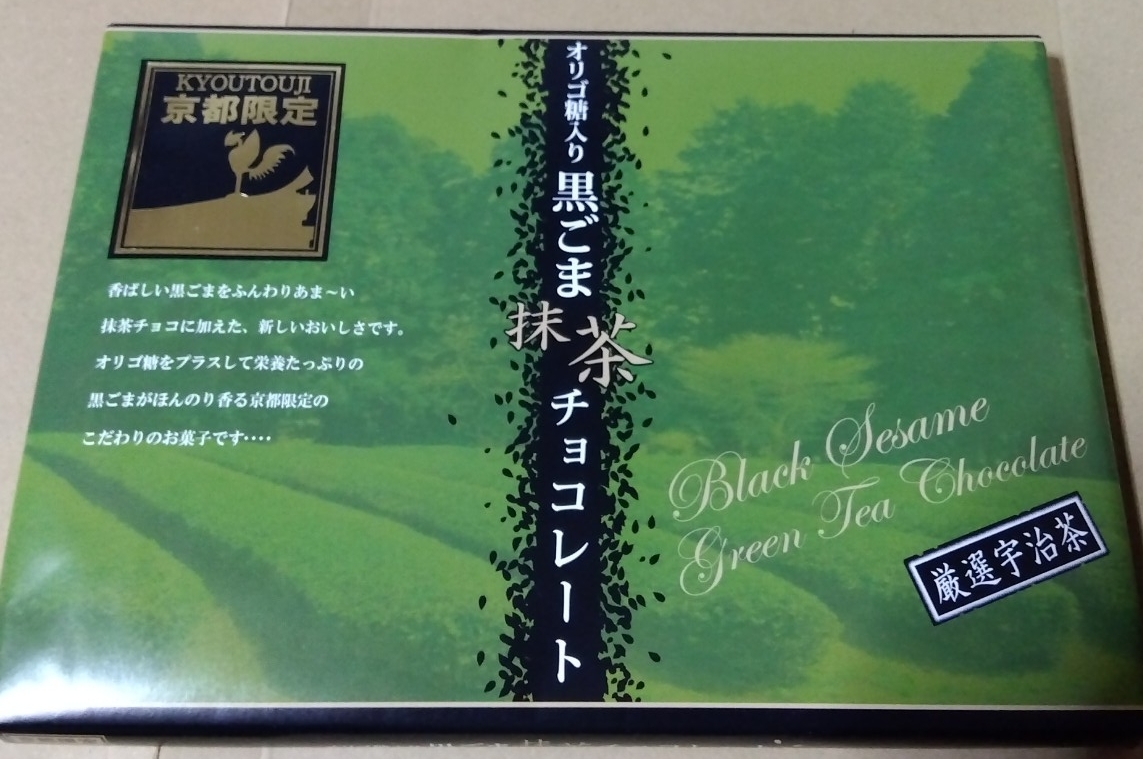 KYOUTOUJI
京都限定
香ばしい黒ごまをふんわりあま～い
抹茶チョコに加えた、新しいおいしさです。
オリゴ糖をプラスして栄養たっぷりの
黒ごまがほんのり香る京都限定の
こだわりのお菓子です‥‥
オリゴ糖入り黒ごま抹茶チョコレート
Black Sesame
Green Tea Chocolate
厳選宇治茶